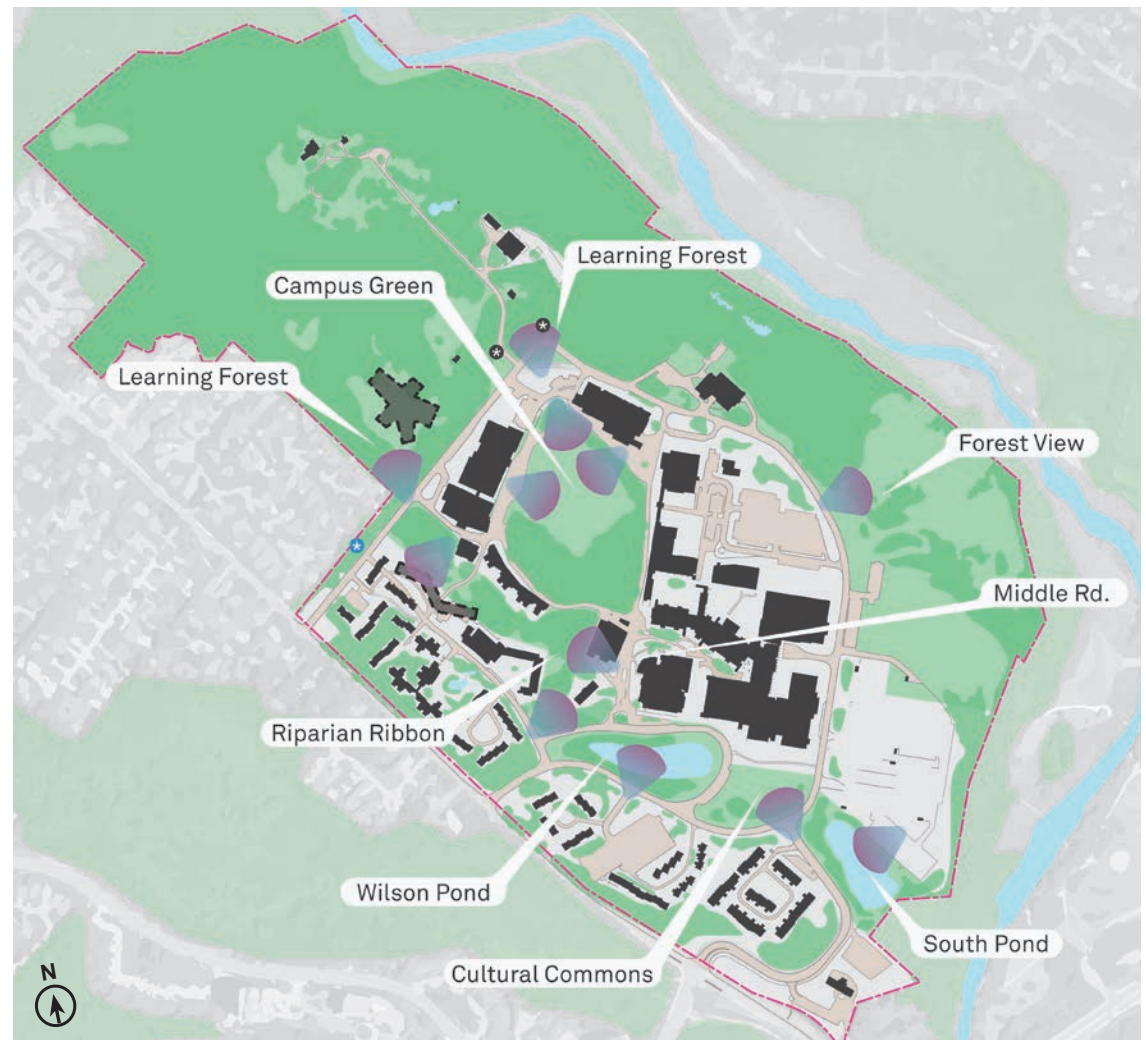 Learning Forest
Campus Green
Learning Forest
Forest View
Middle Rd.
Riparian Ribbon
Wilson Pond
South Pond
Cultural Commons
N